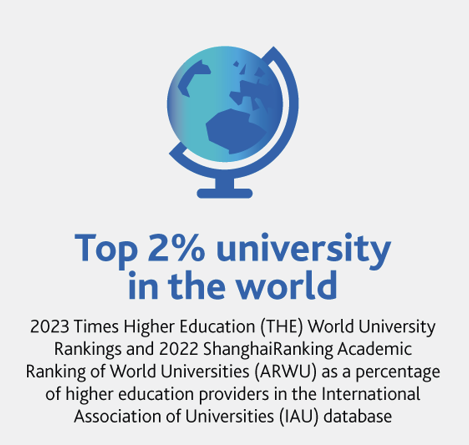 Top 2% university
in the world
2023 Times Higher Education (THE) World University
Rankings and 2022 ShanghaiRanking Academic
Ranking of World Universities (ARWU) as a percentage
of higher education providers in the International
Association of Universities (IAU) database